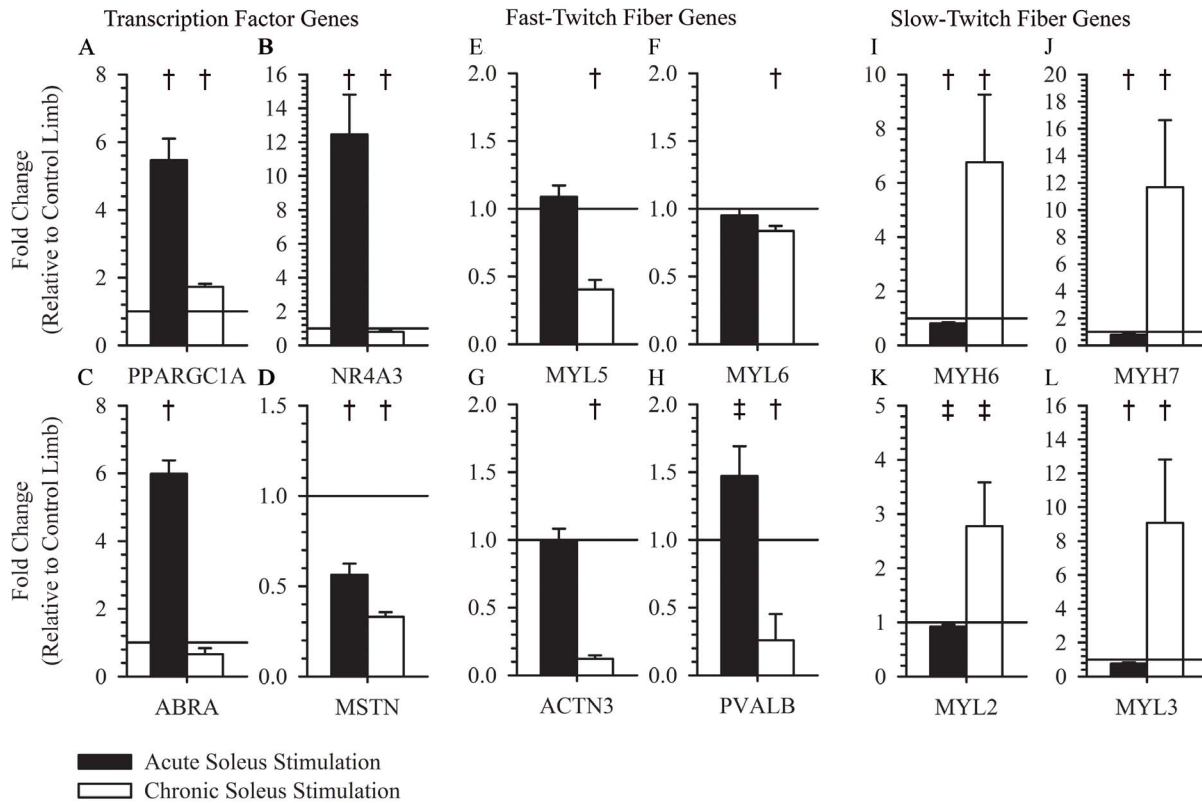 Transcription Factor Genes Fast-Twitch Fiber Genes Slow-Twitch Fiber Genes
A B E F I J
Fold Change
(Relative to Control Limb)
8 6 4 2 0
† †
16 14 12 10 8 6 4 2 0
† †
2.0 1.5 1.0 0.5 0.0
†
2.0 1.5 1.0 0.5 0.0
†
10 8 6 4 2 1 0
† †
20 18 16 14 12 10 8 6 4 2 1 0
† †
PPARGC1A NR4A3 MYL5 MYL6 MYH6 MYH7
C D G H K L
Fold Change
(Relative to Control Limb)
8 6 4 2 0
†
1.5 1.0 0.5 0.0
† †
2.0 1.5 1.0 0.5 0.0
†
2.0 1.5 1.0 0.5 0.0
‡ †
5 4 3 2 1 0
‡ ‡
16 14 12 10 8 6 4 2 1 0
† †
ABRA MSTN ACTN3 PVALB MYL2 MYL3
Acute Soleus Stimulation
Chronic Soleus Stimulation